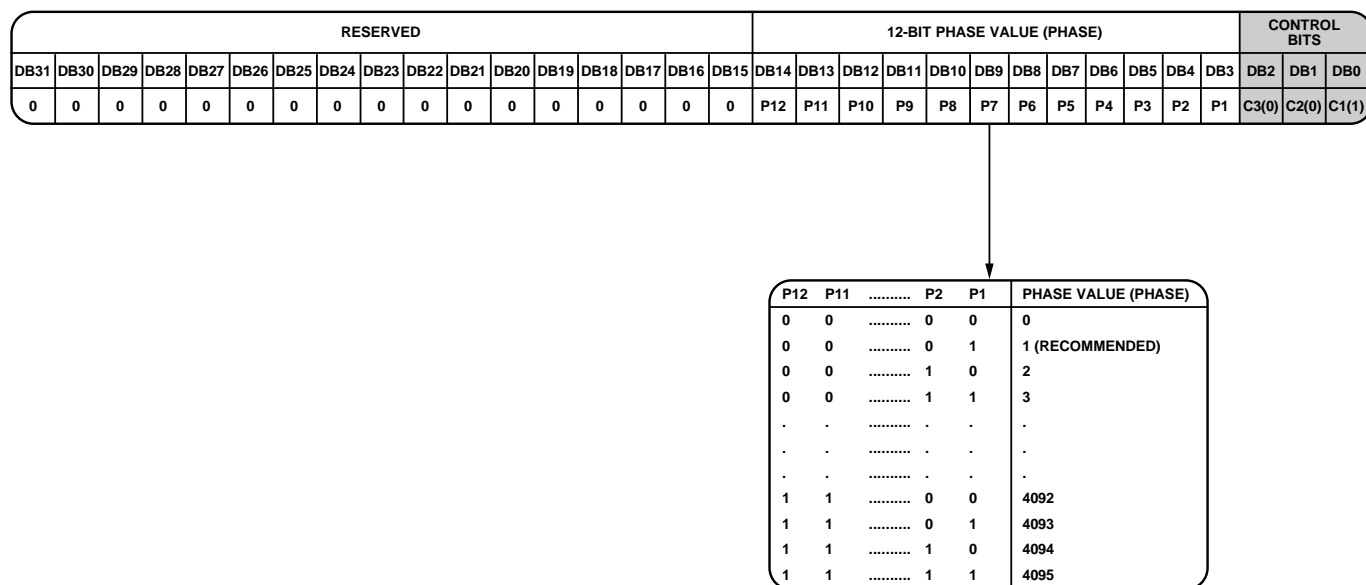 RESERVED 12-BIT PHASE VALUE (PHASE) CONTROL
BITS
DB31 DB30 DB29 DB28 DB27 DB26 DB25 DB24 DB23 DB22 DB21 DB20 DB19 DB18 DB17 DB16 DB15 DB14 DB13 DB12 DB11 DB10 DB9 DB8 DB7 DB6 DB5 DB4 DB3 DB2 DB1 DB0
0 0 0 0 0 0 0 0 0 0 0 0 0 0 0 0 0 P12 P11 P10 P9 P8 P7 P6 P5 P4 P3 P2 P1 C3(0) C2(0) C1(1)
P12 P11 .......... P2 P1 PHASE VALUE (PHASE)
0 0 .......... 0 0 0
0 0 .......... 0 1 1 (RECOMMENDED)
0 0 .......... 1 0 2
0 0 .......... 1 1 3
. . .......... . . .
. . .......... . . .
. . .......... . . .
1 1 .......... 0 0 4092
1 1 .......... 0 1 4093
1 1 .......... 1 0 4094
1 1 .......... 1 1 4095